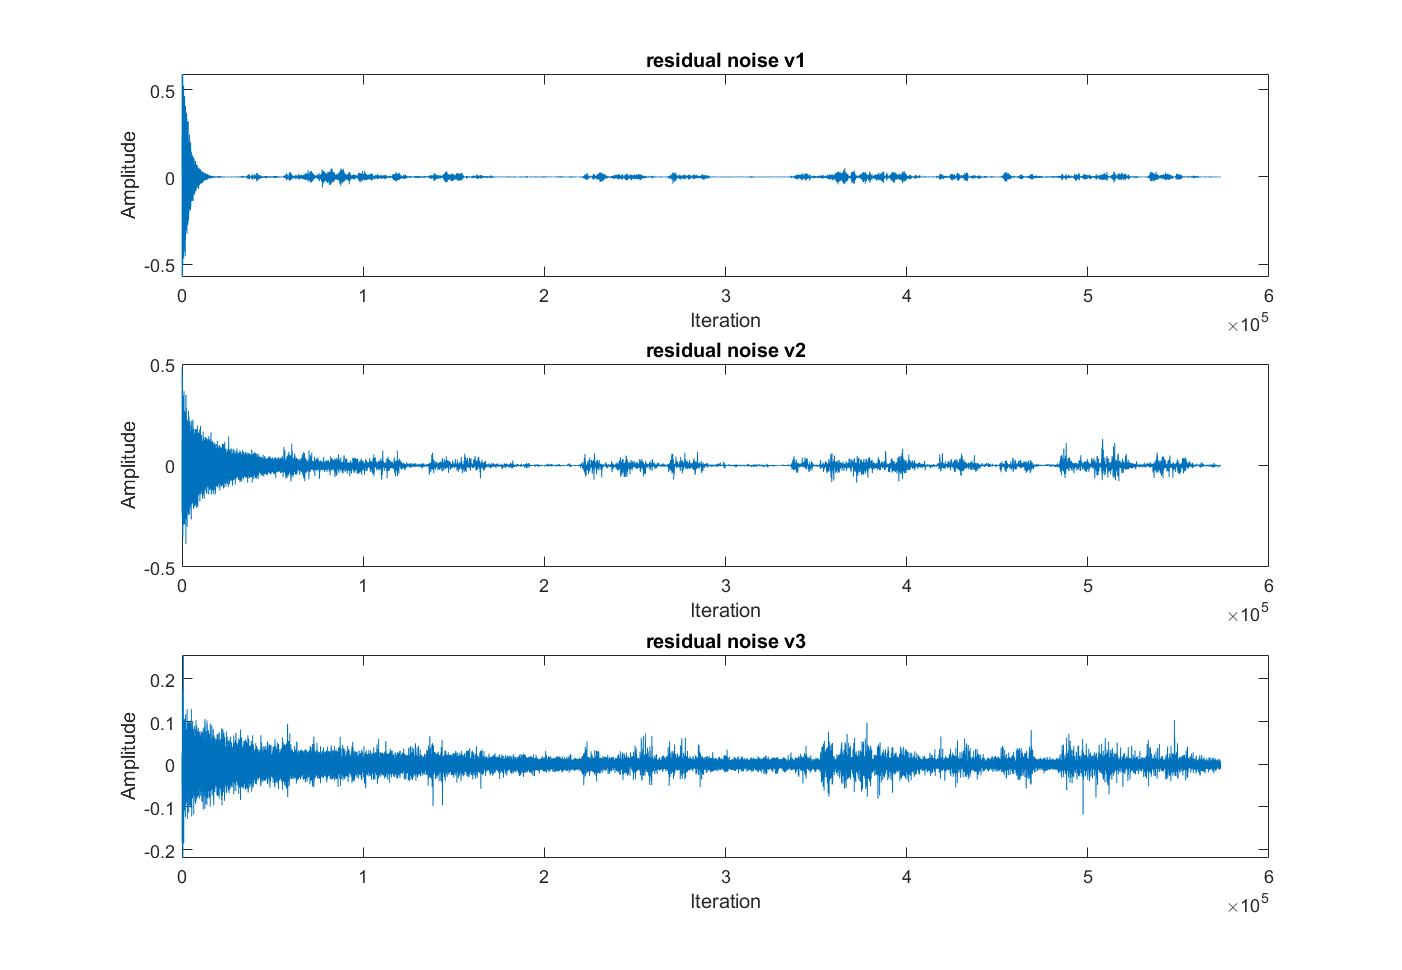 residual noise v1
0.5
0
-0.5
Amplitude
0 1 2 3 4 5 6
Iteration
×10^5
residual noise v2
0.5
0
-0.5
Amplitude
0 1 2 3 4 5 6
Iteration
×10^5
residual noise v3
0.2
0.1
0
-0.1
-0.2
Amplitude
0 1 2 3 4 5 6
Iteration
×10^5